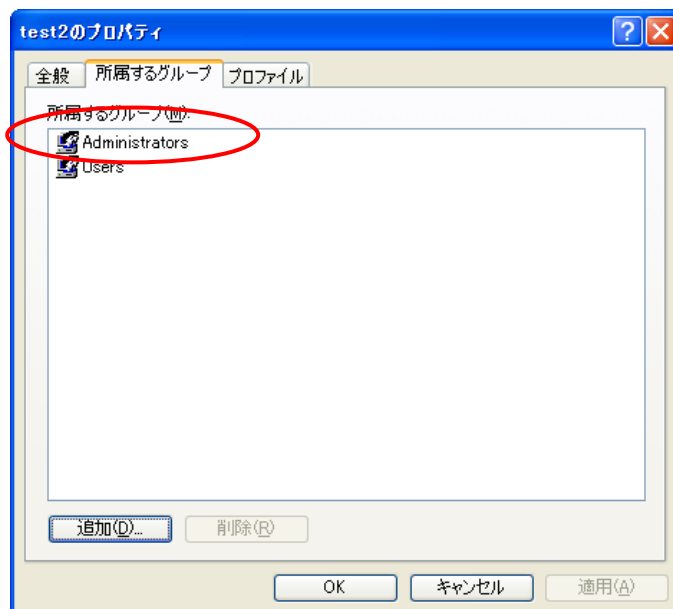 test2のプロパティ
全般 所属するグループ プロファイル
所属するグループ(M):
Administrators
Users
追加(D)... 削除(R)
OK キャンセル 適用(A)